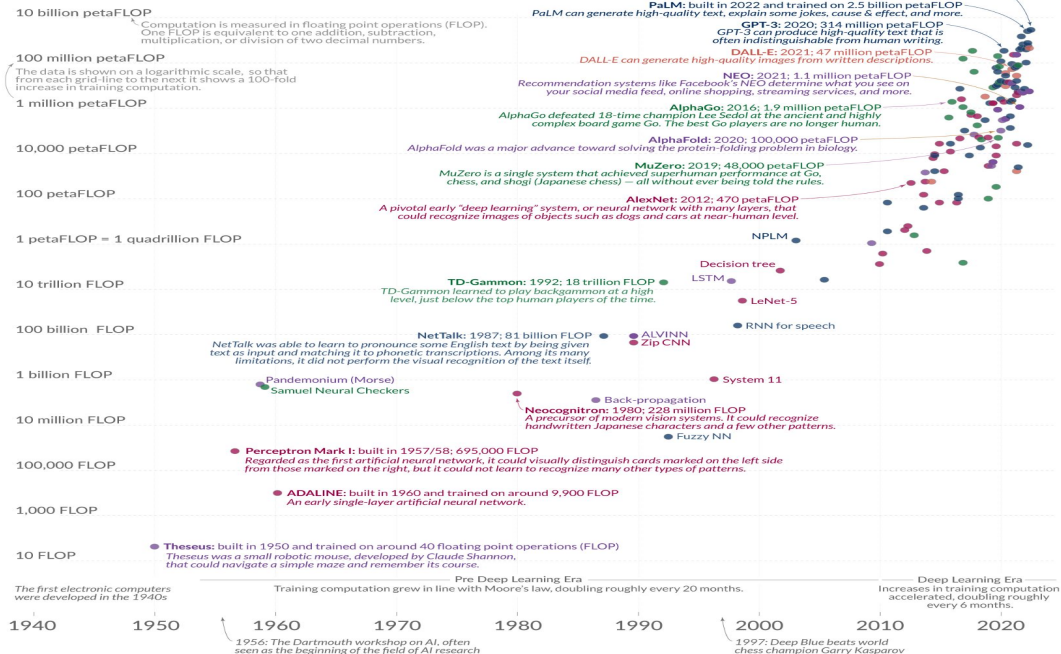 PaLM: built in 2022 and trained on 2.5 billion petaFLOP
PaLM can generate high-quality text, explain some jokes, cause & effect, and more.
10 billion petaFLOP
Computation is measured in floating point operations (FLOP).
One FLOP is equivalent to one addition, subtraction,
multiplication, or division of two decimal numbers.
GPT-3: 2020; 314 million petaFLOP
GPT-3 can produce high-quality text that is
often indistinguishable from human writing.
DALL-E: 2021; 47 million petaFLOP
DALL-E can generate high-quality images from written descriptions.
100 million petaFLOP
The data is shown on a logarithmic scale, so that
from each grid-line to the next it shows a 100-fold
increase in training computation.
NEO: 2021; 1.1 million petaFLOP
Recommendation systems like Facebook's NEO determine what you see on
your social media feed, online shopping, streaming services, and more.
1 million petaFLOP
AlphaGo: 2016; 1.9 million petaFLOP
AlphaGo defeated 18-time champion Lee Sedol at the ancient and highly
complex board game Go. The best Go players are no longer human.
AlphaFold: 2020; 100,000 petaFLOP
AlphaFold was a major advance toward solving the protein-folding problem in biology.
10,000 petaFLOP
MuZero: 2019; 48,000 petaFLOP
MuZero is a single system that achieved superhuman performance at Go,
chess, and shogi (Japanese chess) — all without ever being told the rules.
100 petaFLOP
AlexNet: 2012; 470 petaFLOP
A pivotal early "deep learning" system, or neural network with many layers, that
could recognize images of objects such as dogs and cars at near-human level.
1 petaFLOP = 1 quadrillion FLOP
NPLM
Decision tree
LSTM
TD-Gammon: 1992; 18 trillion FLOP
TD-Gammon learned to play backgammon at a high
level, just below the top human players of the time.
10 trillion FLOP
LeNet-5
RNN for speech
100 billion FLOP
NetTalk: 1987; 81 billion FLOP
NetTalk was able to learn to pronounce some English text by being given
text as input and matching it to phonetic transcriptions. Among its many
limitations, it did not perform the visual recognition of the text itself.
ALVINN
Zip CNN
1 billion FLOP
Pandemonium (Morse)
Samuel Neural Checkers
System 11
Back-propagation
Neocognitron: 1980; 228 million FLOP
A precursor of modern vision systems. It could recognize
handwritten Japanese characters and a few other patterns.
10 million FLOP
Fuzzy NN
Perceptron Mark I: built in 1957/58; 695,000 FLOP
Regarded as the first artificial neural network, it could visually distinguish cards marked on the left side
from those marked on the right, but it could not learn to recognize many other types of patterns.
100,000 FLOP
ADALINE: built in 1960 and trained on around 9,900 FLOP
An early single-layer artificial neural network.
1,000 FLOP
Theseus: built in 1950 and trained on around 40 floating point operations (FLOP)
Theseus was a small robotic mouse, developed by Claude Shannon,
that could navigate a simple maze and remember its course.
10 FLOP
The first electronic computers
were developed in the 1940s
Pre Deep Learning Era
Training computation grew in line with Moore's law, doubling roughly every 20 months.
Deep Learning Era
Increases in training computation
accelerated, doubling roughly
every 6 months.
1940 1950 1960 1970 1980 1990 2000 2010 2020
1956: The Dartmouth workshop on AI, often
seen as the beginning of the field of AI research
1997: Deep Blue beats world
chess champion Garry Kasparov